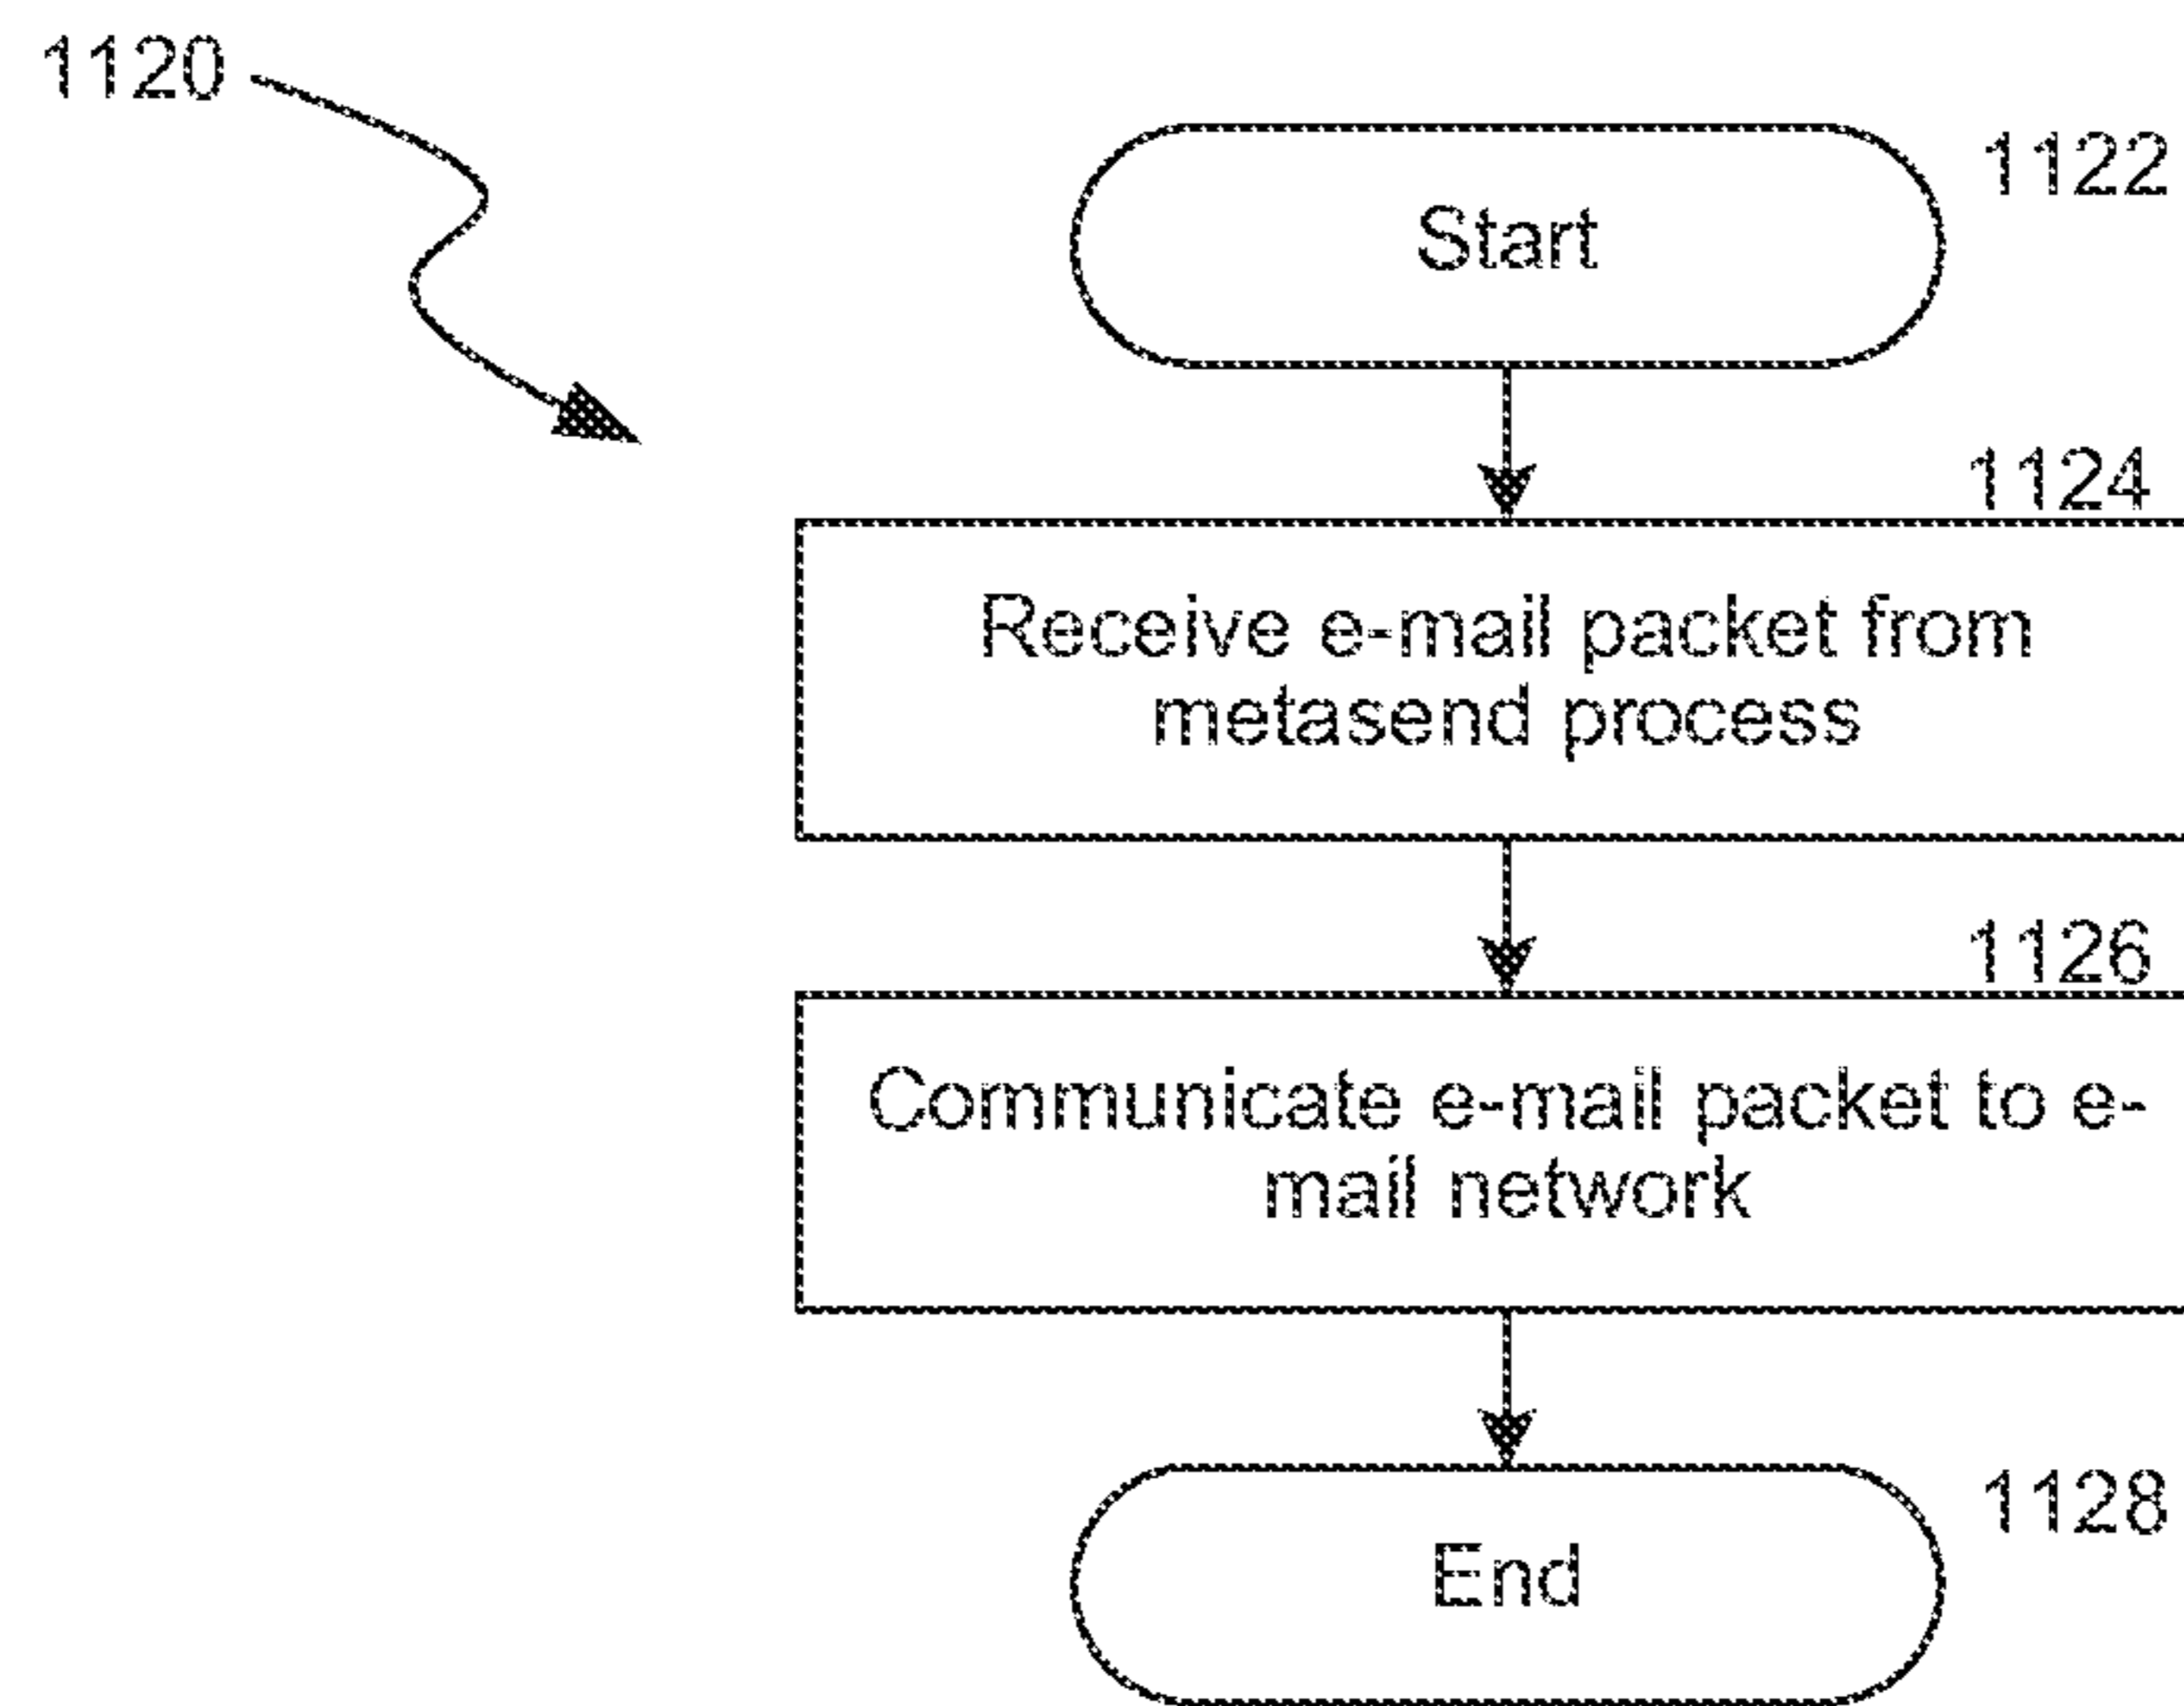 1120
1122
Start
1124
Receive e-mail packet from
metasend process
1126
Communicate e-mail packet to e-
mail network
1128
End